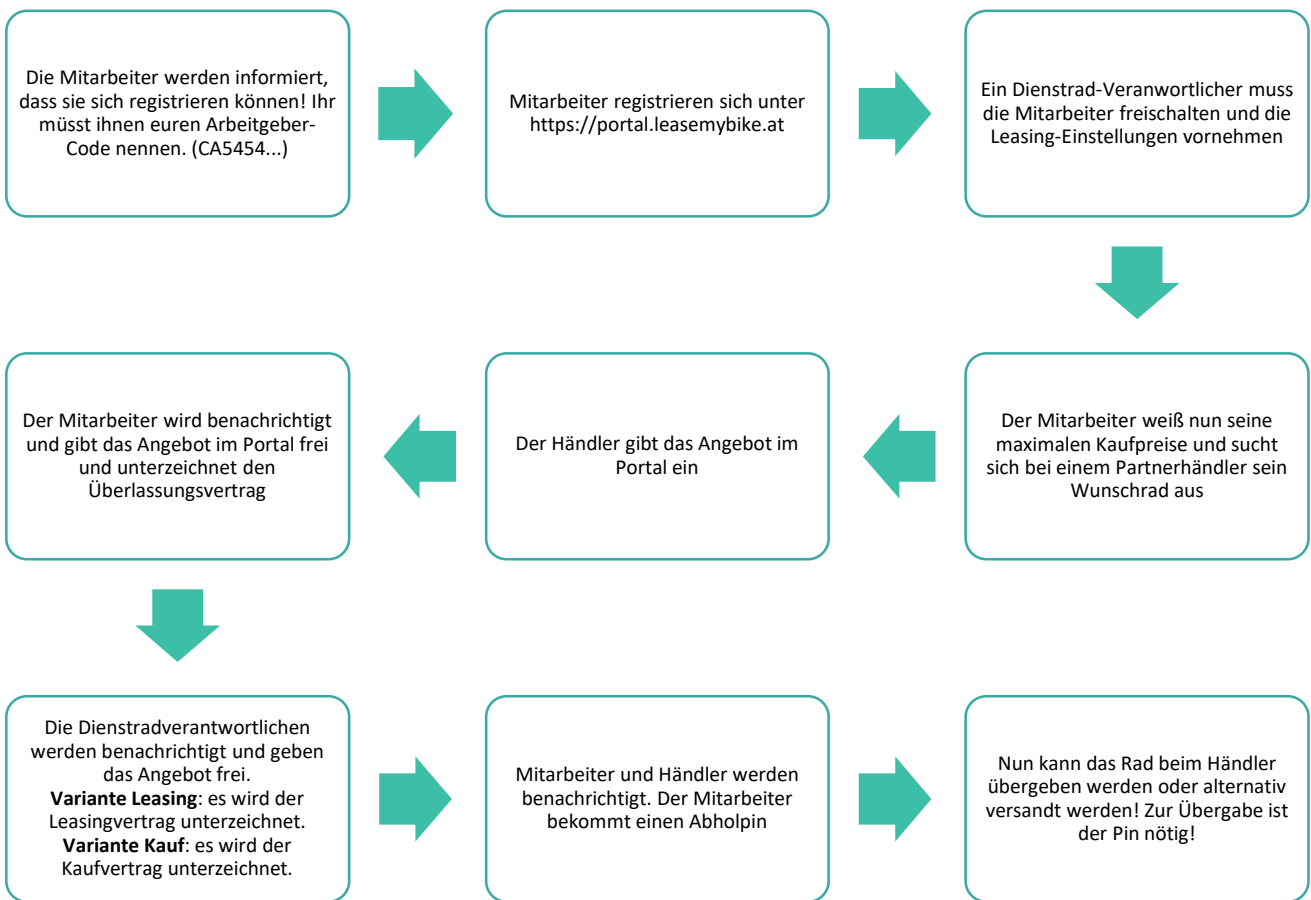 Die Mitarbeiter werden informiert,
dass sie sich registrieren können! Ihr
müsst ihnen euren Arbeitgeber-
Code nennen. (CA5454...)
Mitarbeiter registrieren sich unter
https://portal.leasemybike.at
Ein Dienstrad-Veranwortlicher muss
die Mitarbeiter freischalten und die
Leasing-Einstellungen vornehmen
Der Mitarbeiter weiß nun seine
maximalen Kaufpreise und sucht
sich bei einem Partnerhändler sein
Wunschrad aus
Der Händler gibt das Angebot im
Portal ein
Der Mitarbeiter wird benachrichtigt
und gibt das Angebot im Portal frei
und unterzeichnet den
Überlassungsvertrag
Die Dienstradverantwortlichen
werden benachrichtigt und geben
das Angebot frei.
Variante Leasing: es wird der
Leasingvertrag unterzeichnet.
Variante Kauf: es wird der
Kaufvertrag unterzeichnet.
Mitarbeiter und Händler werden
benachrichtigt. Der Mitarbeiter
bekommt einen Abholpin
Nun kann das Rad beim Händler
übergeben werden oder alternativ
versandt werden! Zur Übergabe ist
der Pin nötig!